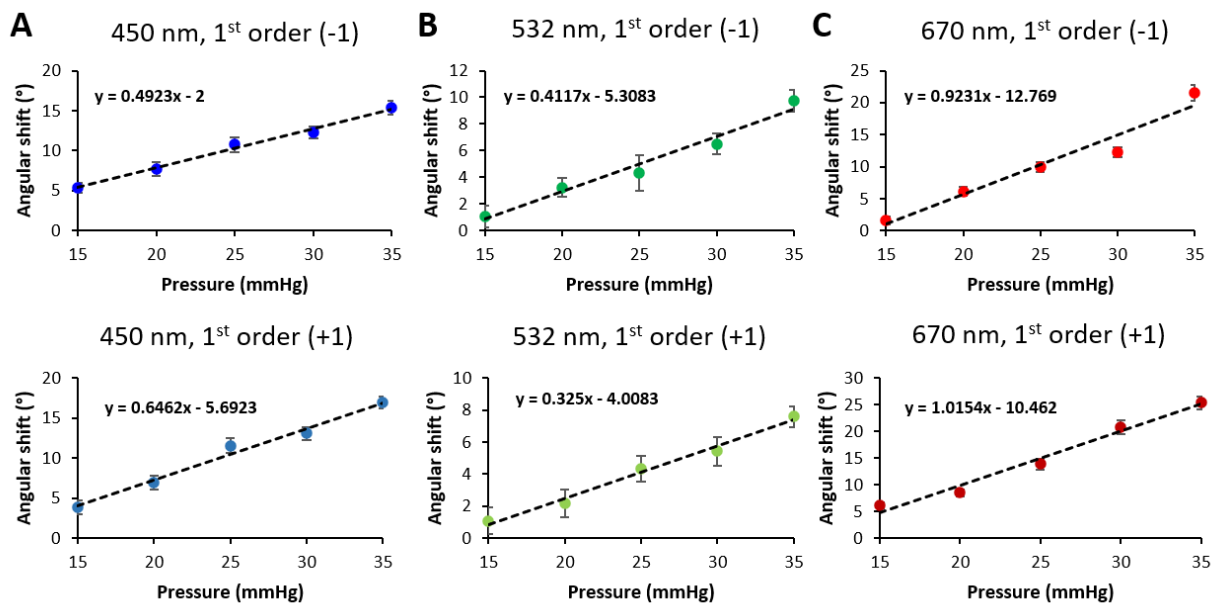 A
450 nm, 1st order (-1)
Angular shift (°)
20
15
10
5
0
y = 0.4923x - 2
15 20 25 30 35
Pressure (mmHg)
B
532 nm, 1st order (-1)
Angular shift (°)
12
10
8
6
4
2
0
y = 0.4117x - 5.3083
15 20 25 30 35
Pressure (mmHg)
C
670 nm, 1st order (-1)
Angular shift (°)
25
20
15
10
5
0
y = 0.9231x - 12.769
15 20 25 30 35
Pressure (mmHg)
450 nm, 1st order (+1)
Angular shift (°)
20
15
10
5
0
y = 0.6462x - 5.6923
15 20 25 30 35
Pressure (mmHg)
532 nm, 1st order (+1)
Angular shift (°)
10
8
6
4
2
0
y = 0.325x - 4.0083
15 20 25 30 35
Pressure (mmHg)
670 nm, 1st order (+1)
Angular shift (°)
30
25
20
15
10
5
0
y = 1.0154x - 10.462
15 20 25 30 35
Pressure (mmHg)